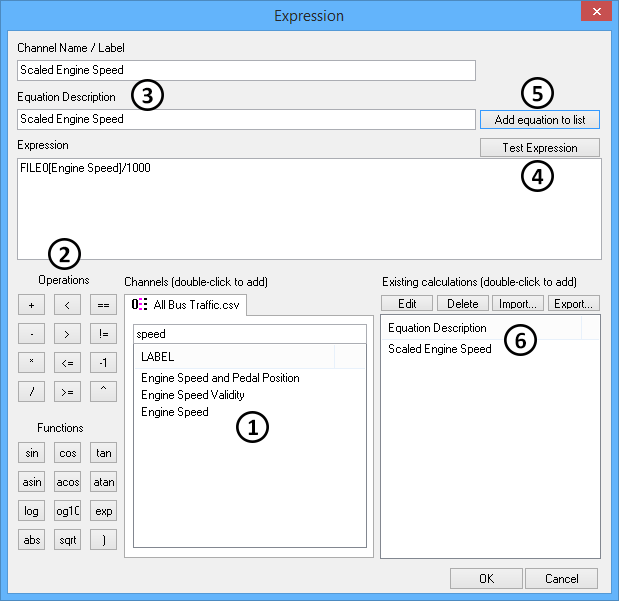 Expression
Channel Name / Label
Scaled Engine Speed
Equation Description
3
5
Scaled Engine Speed
Add equation to list
Expression
Test Expression
FILE0[Engine Speed]/1000
4
2
Operations
Channels (double-click to add)
Existing calculations (double-click to add)
+ < ==
All Bus Traffic.csv
Edit Delete Import... Export...
- > !=
speed
Equation Description
* <= -1
LABEL
Scaled Engine Speed
6
/ >= ^
Engine Speed and Pedal Position
Engine Speed Validity
Engine Speed
1
Functions
sin cos tan
asin acos atan
log og10 exp
abs sqrt )
OK Cancel